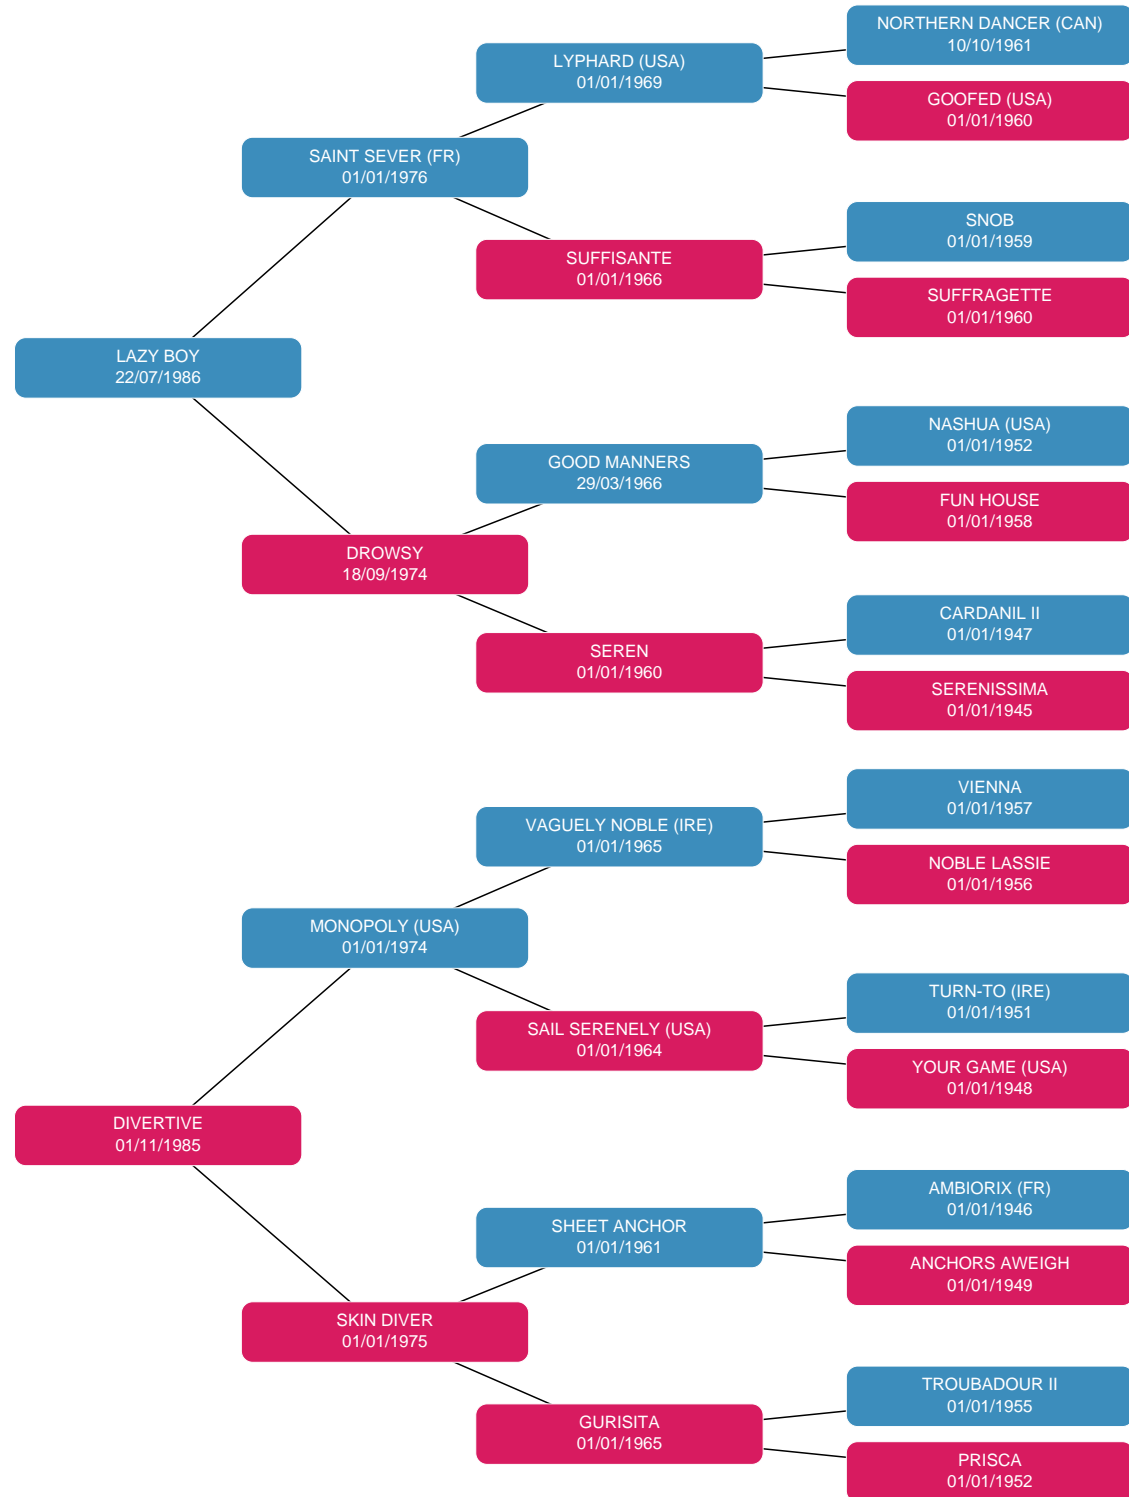 NORTHERN DANCER (CAN)
10/10/1961
LYPHARD (USA)
01/01/1969
GOOFED (USA)
01/01/1960
SAINT SEVER (FR)
01/01/1976
SNOB
01/01/1959
SUFFISANTE
01/01/1966
SUFFRAGETTE
01/01/1960
LAZY BOY
22/07/1986
NASHUA (USA)
01/01/1952
GOOD MANNERS
29/03/1966
FUN HOUSE
01/01/1958
DROWSY
18/09/1974
CARDANIL II
01/01/1947
SEREN
01/01/1960
SERENISSIMA
01/01/1945
VIENNA
01/01/1957
VAGUELY NOBLE (IRE)
01/01/1965
NOBLE LASSIE
01/01/1956
MONOPOLY (USA)
01/01/1974
TURN-TO (IRE)
01/01/1951
SAIL SERENELY (USA)
01/01/1964
YOUR GAME (USA)
01/01/1948
DIVERTIVE
01/11/1985
AMBIORIX (FR)
01/01/1946
SHEET ANCHOR
01/01/1961
ANCHORS AWEIGH
01/01/1949
SKIN DIVER
01/01/1975
TROUBADOUR II
01/01/1955
GURISITA
01/01/1965
PRISCA
01/01/1952